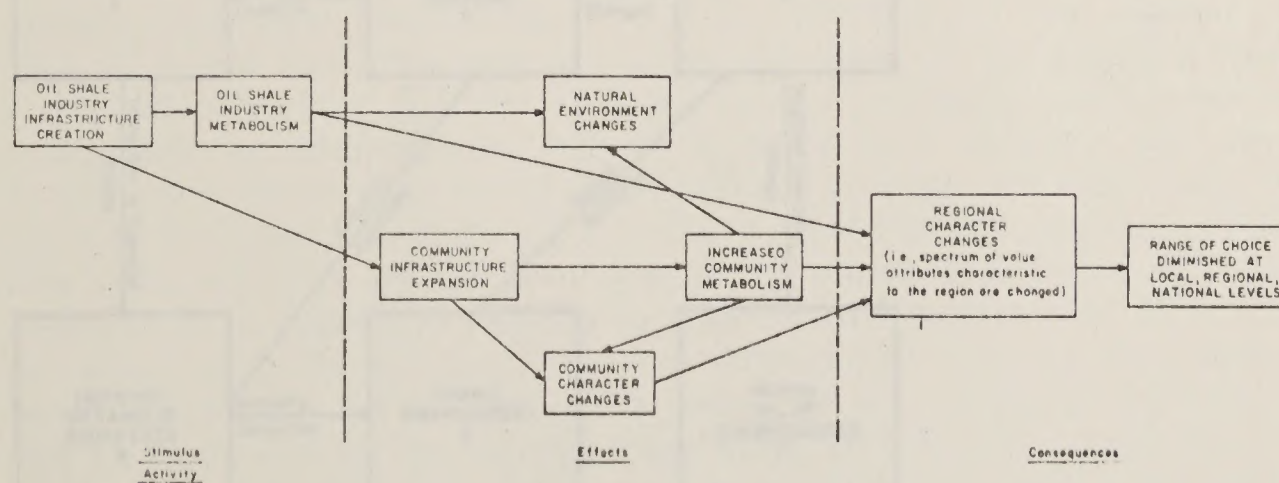 OIL SHALE
INDUSTRY
INFRASTRUCTURE
CREATION
OIL SHALE
INDUSTRY
METABOLISM
NATURAL
ENVIRONMENT
CHANGES
COMMUNITY
INFRASTRUCTURE
EXPANSION
INCREASED
COMMUNITY
METABOLISM
COMMUNITY
CHARACTER
CHANGES
REGIONAL
CHARACTER
CHANGES
(i.e., spectrum of value
attributes characteristic
to the region are changed)
RANGE OF CHOICE
DIMINISHED AT
LOCAL, REGIONAL,
NATIONAL LEVELS
Stimulus
Activity
Effects
Consequences